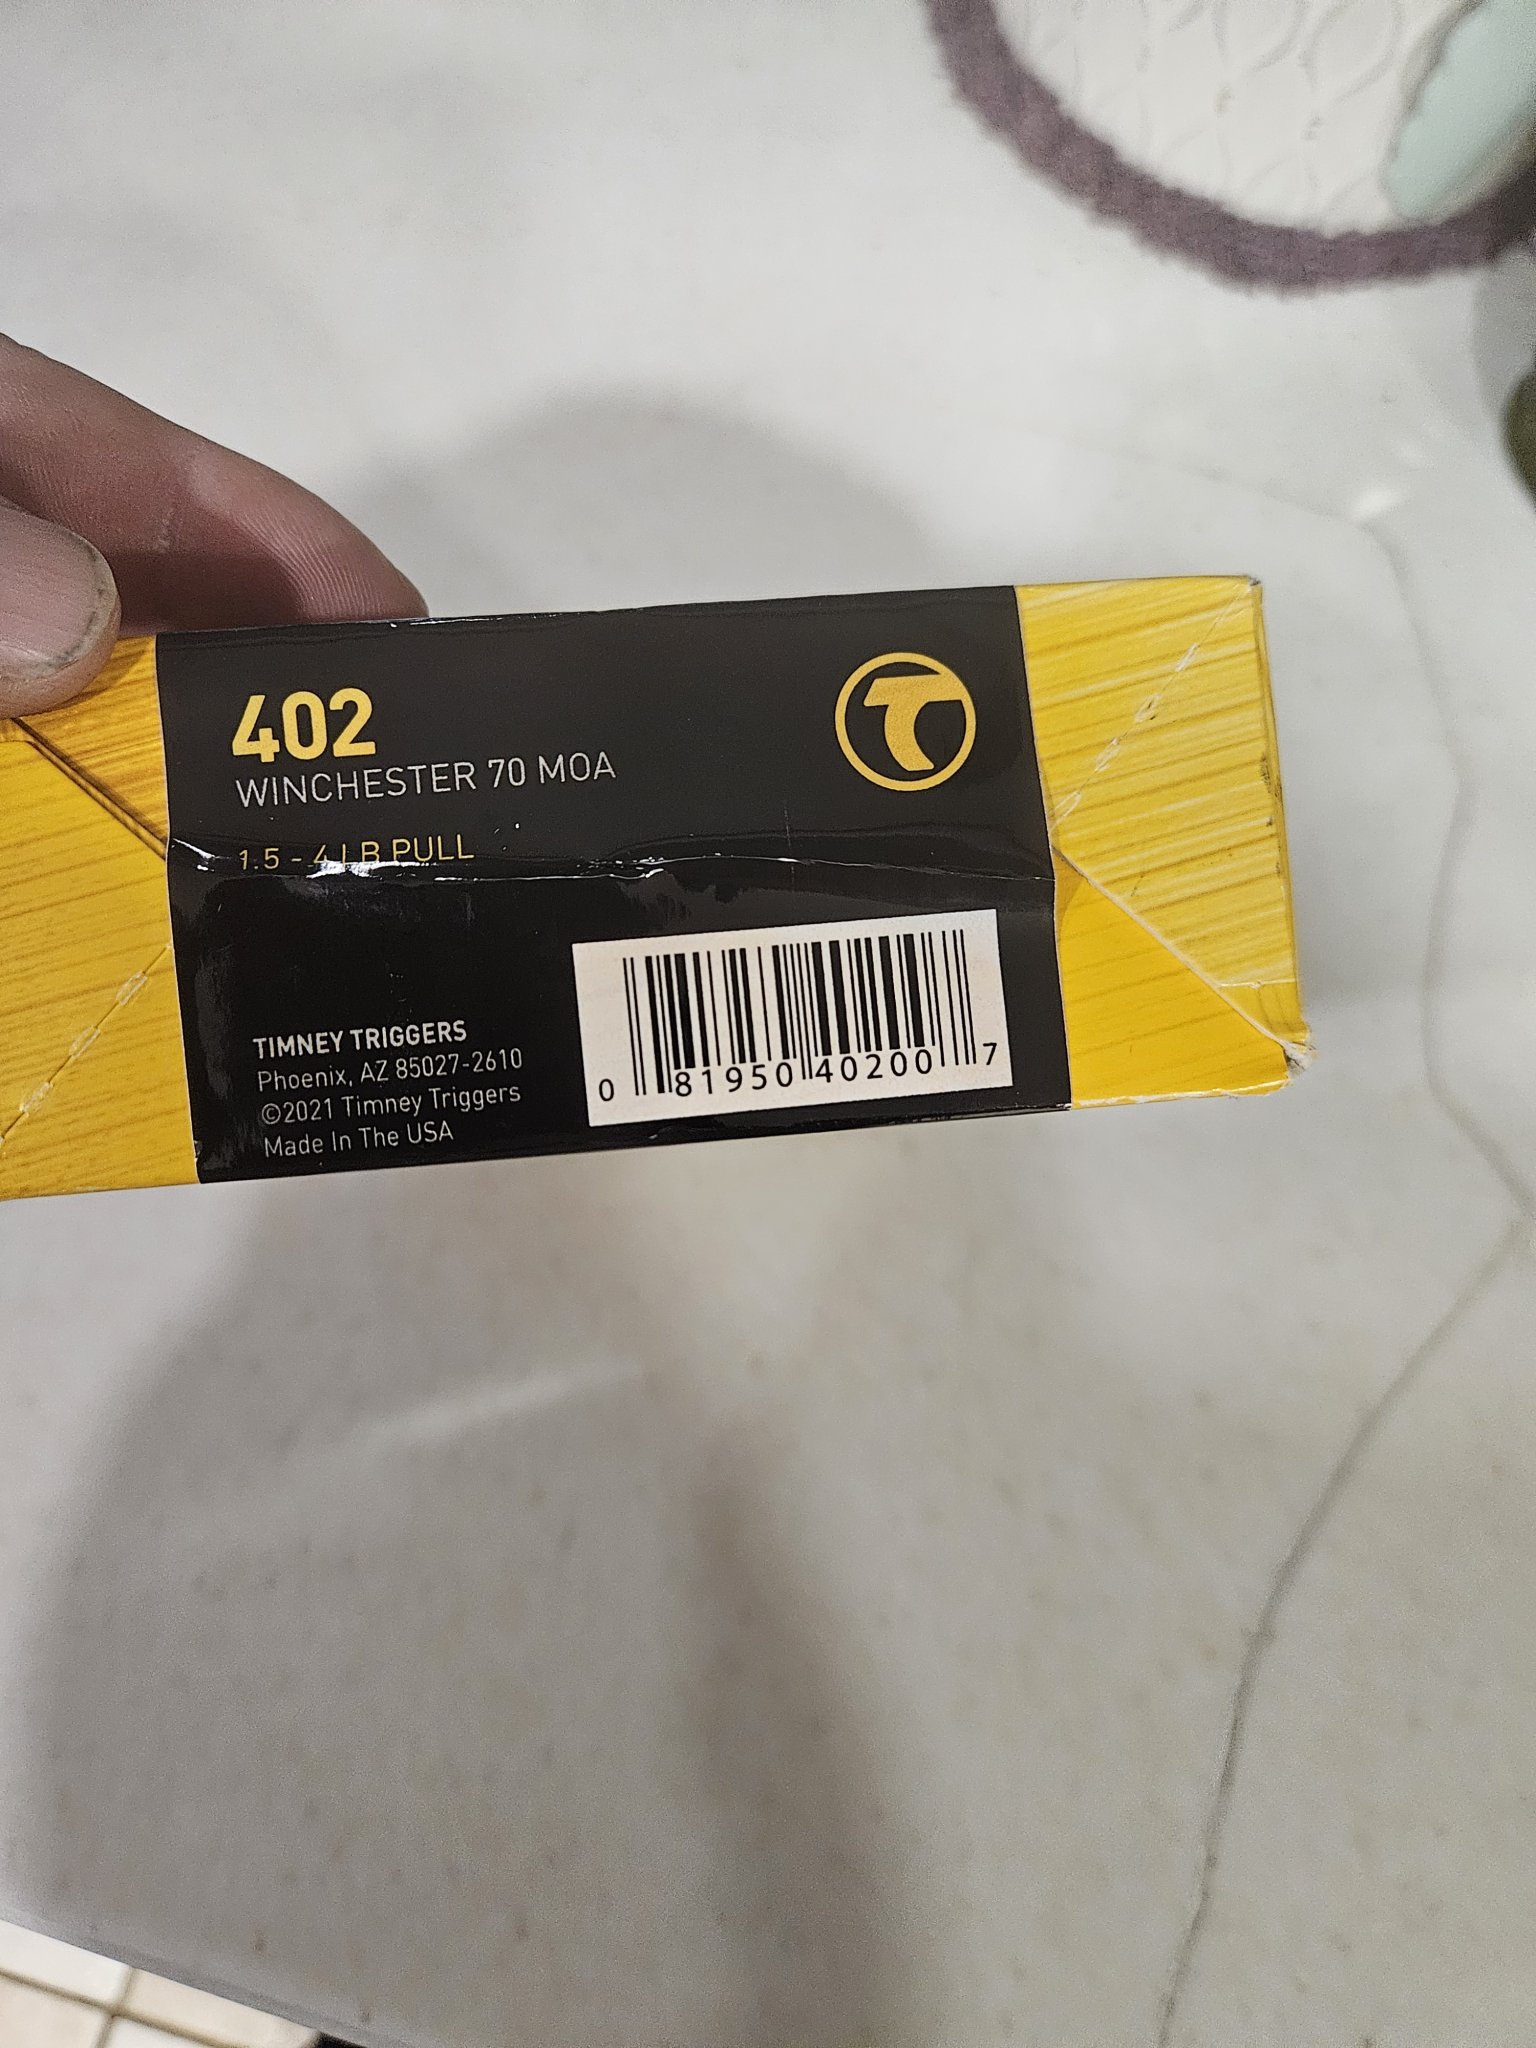 402
WINCHESTER 70 MOA
1.5 - 4 LB PULL
TIMNEY TRIGGERS
Phoenix, AZ 85027-2610
©2021 Timney Triggers
Made In The USA
0 81950 40200 7